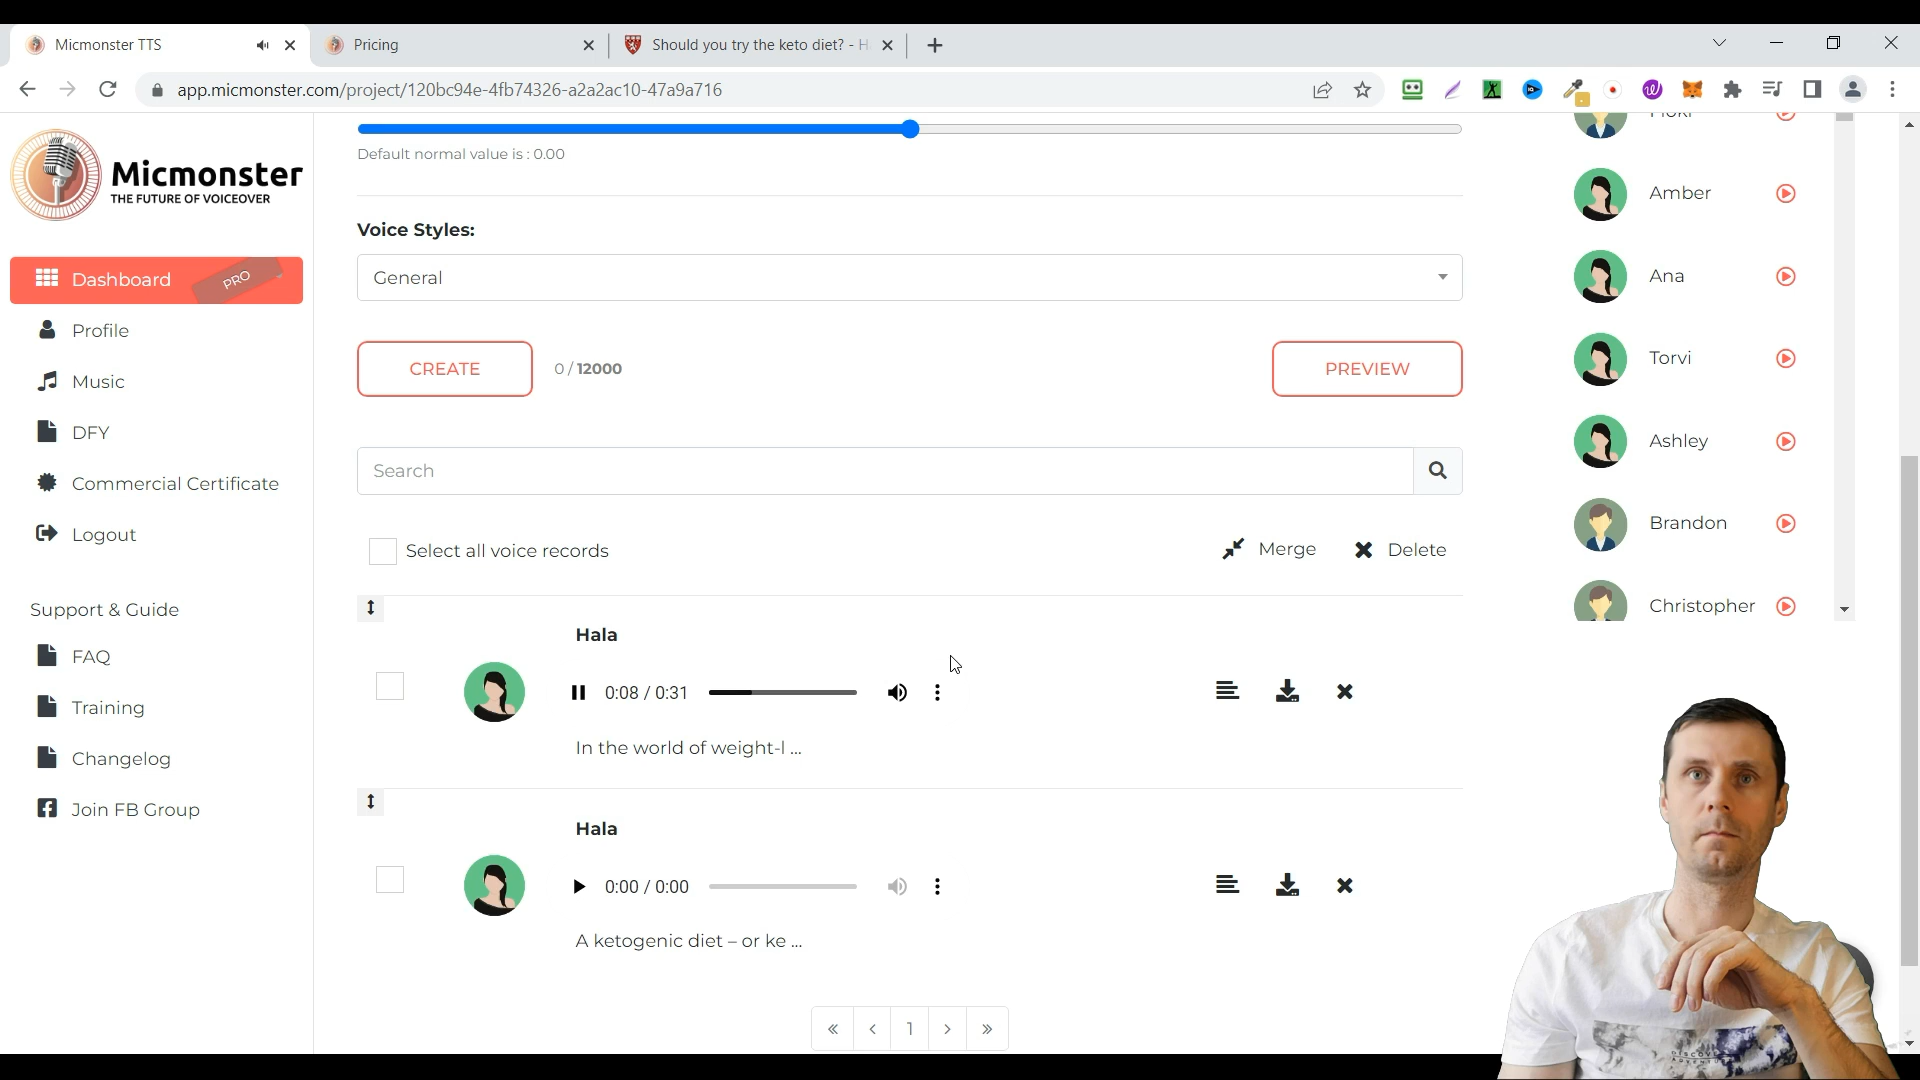 Micmonster TTS
Pricing
Should you try the keto diet? - H
app.micmonster.com/project/120bc94e-4fb74326-a2a2ac10-47a9a716
Micmonster
THE FUTURE OF VOICEOVER
Dashboard
PRO
Profile
Music
DFY
Commercial Certificate
Logout
Support & Guide
FAQ
Training
Changelog
Join FB Group
Default normal value is : 0.00
Voice Styles:
General
CREATE
0 / 12000
PREVIEW
Search
Select all voice records
Merge
Delete
Hala
0:08 / 0:31
In the world of weight-l ...
Hala
0:00 / 0:00
A ketogenic diet – or ke ...
« ‹ 1 › »
Amber
Ana
Torvi
Ashley
Brandon
Christopher